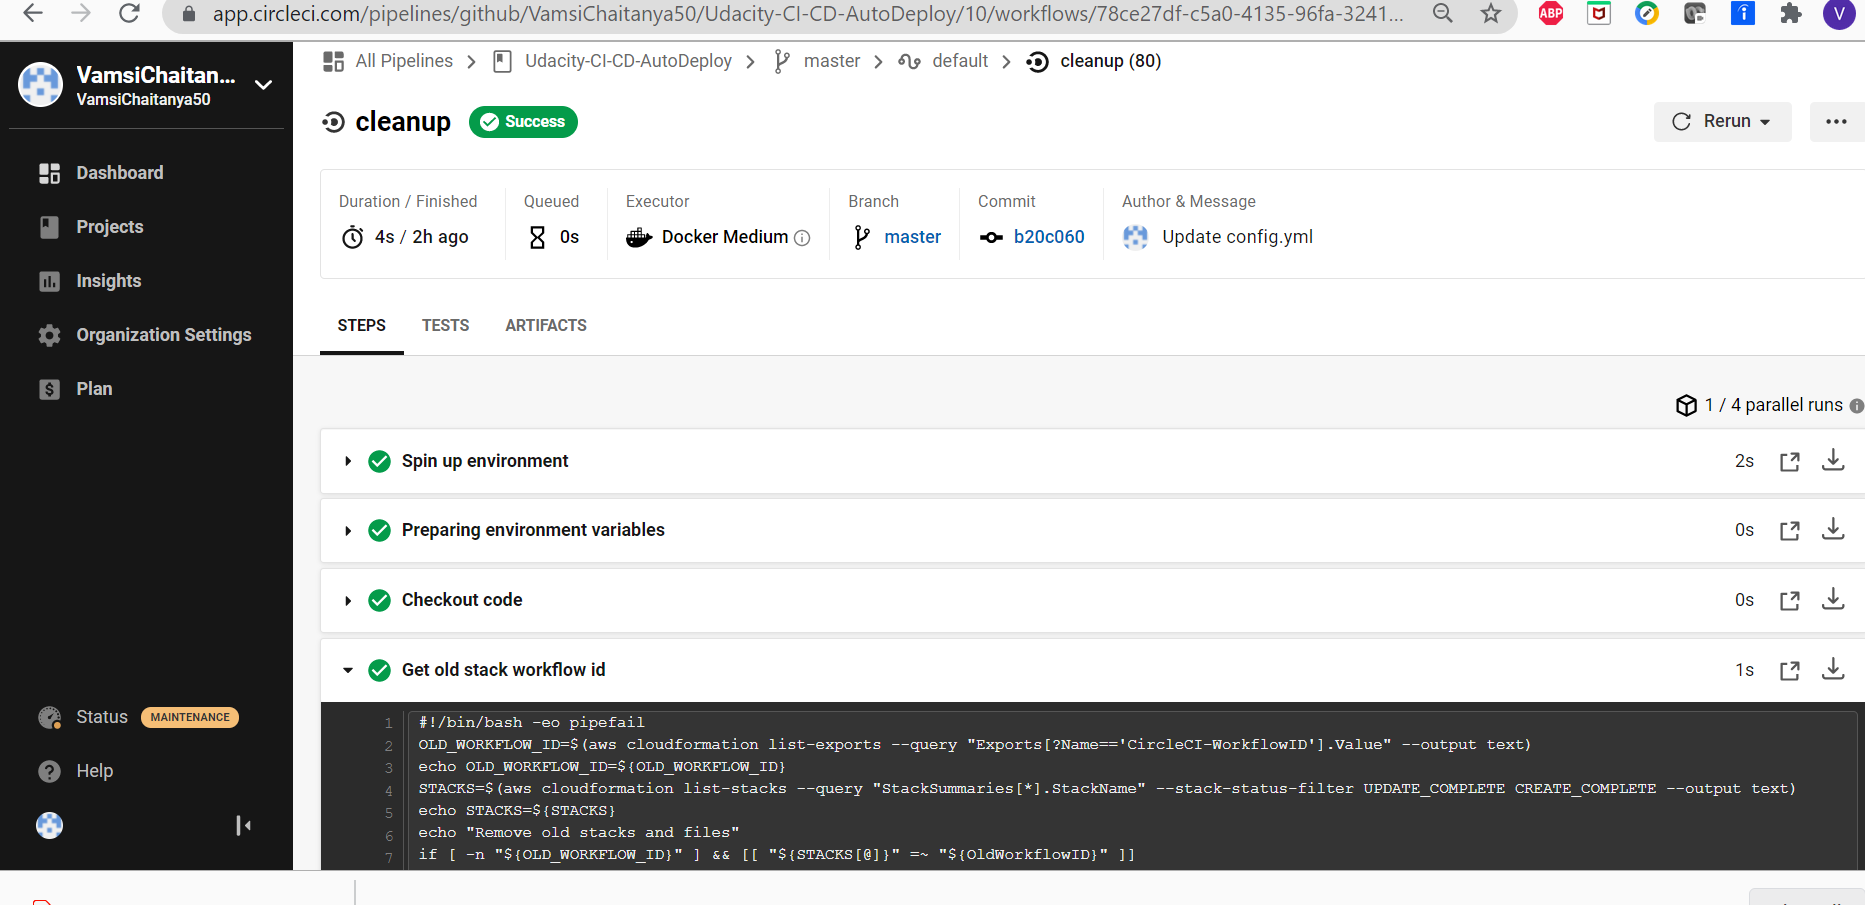 app.circleci.com/pipelines/github/VamsiChaitanya50/Udacity-CI-CD-AutoDeploy/10/workflows/78ce27df-c5a0-4135-96fa-3241...
ABP
V
VamsiChaitan...
VamsiChaitanya50
All Pipelines
Udacity-CI-CD-AutoDeploy
master
default
cleanup (80)
cleanup
Success
Rerun
Dashboard
Projects
Insights
Organization Settings
Plan
Duration / Finished
4s / 2h ago
Queued
0s
Executor
Docker Medium
Branch
master
Commit
b20c060
Author & Message
Update config.yml
STEPS
TESTS
ARTIFACTS
1 / 4 parallel runs
Spin up environment
2s
Preparing environment variables
0s
Checkout code
0s
Get old stack workflow id
1s
1 #!/bin/bash -eo pipefail
2 OLD_WORKFLOW_ID=$(aws cloudformation list-exports --query "Exports[?Name=='CircleCI-WorkflowID'].Value" --output text)
3 echo OLD_WORKFLOW_ID=${OLD_WORKFLOW_ID}
4 STACKS=$(aws cloudformation list-stacks --query "StackSummaries[*].StackName" --stack-status-filter UPDATE_COMPLETE CREATE_COMPLETE --output text)
5 echo STACKS=${STACKS}
6 echo "Remove old stacks and files"
7 if [ -n "${OLD_WORKFLOW_ID}" ] && [[ "${STACKS[@]}" =~ "${OldWorkflowID}" ]]
Status
MAINTENANCE
Help